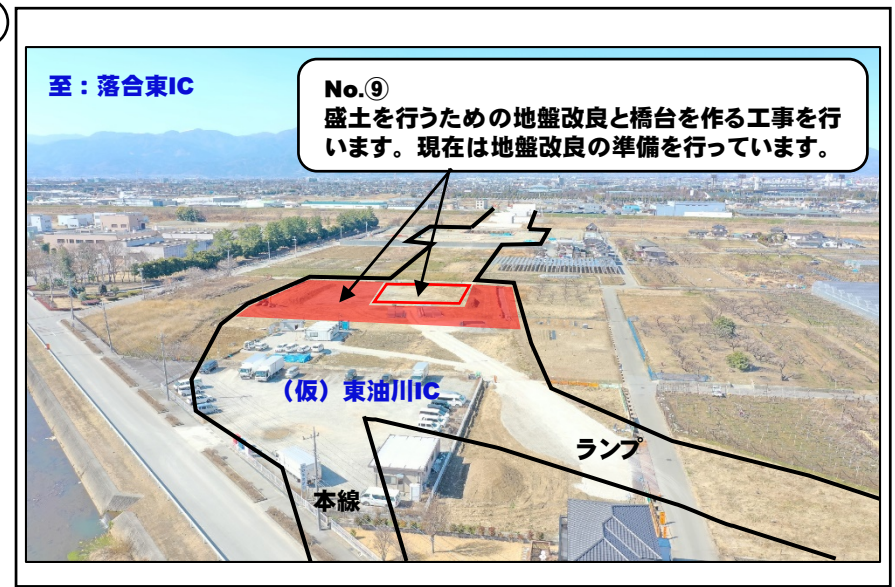 至：落合東IC
No.⑨
盛土を行うための地盤改良と橋台を作る工事を行
います。現在は地盤改良の準備を行っています。
（仮）東油川IC
ランプ
本線